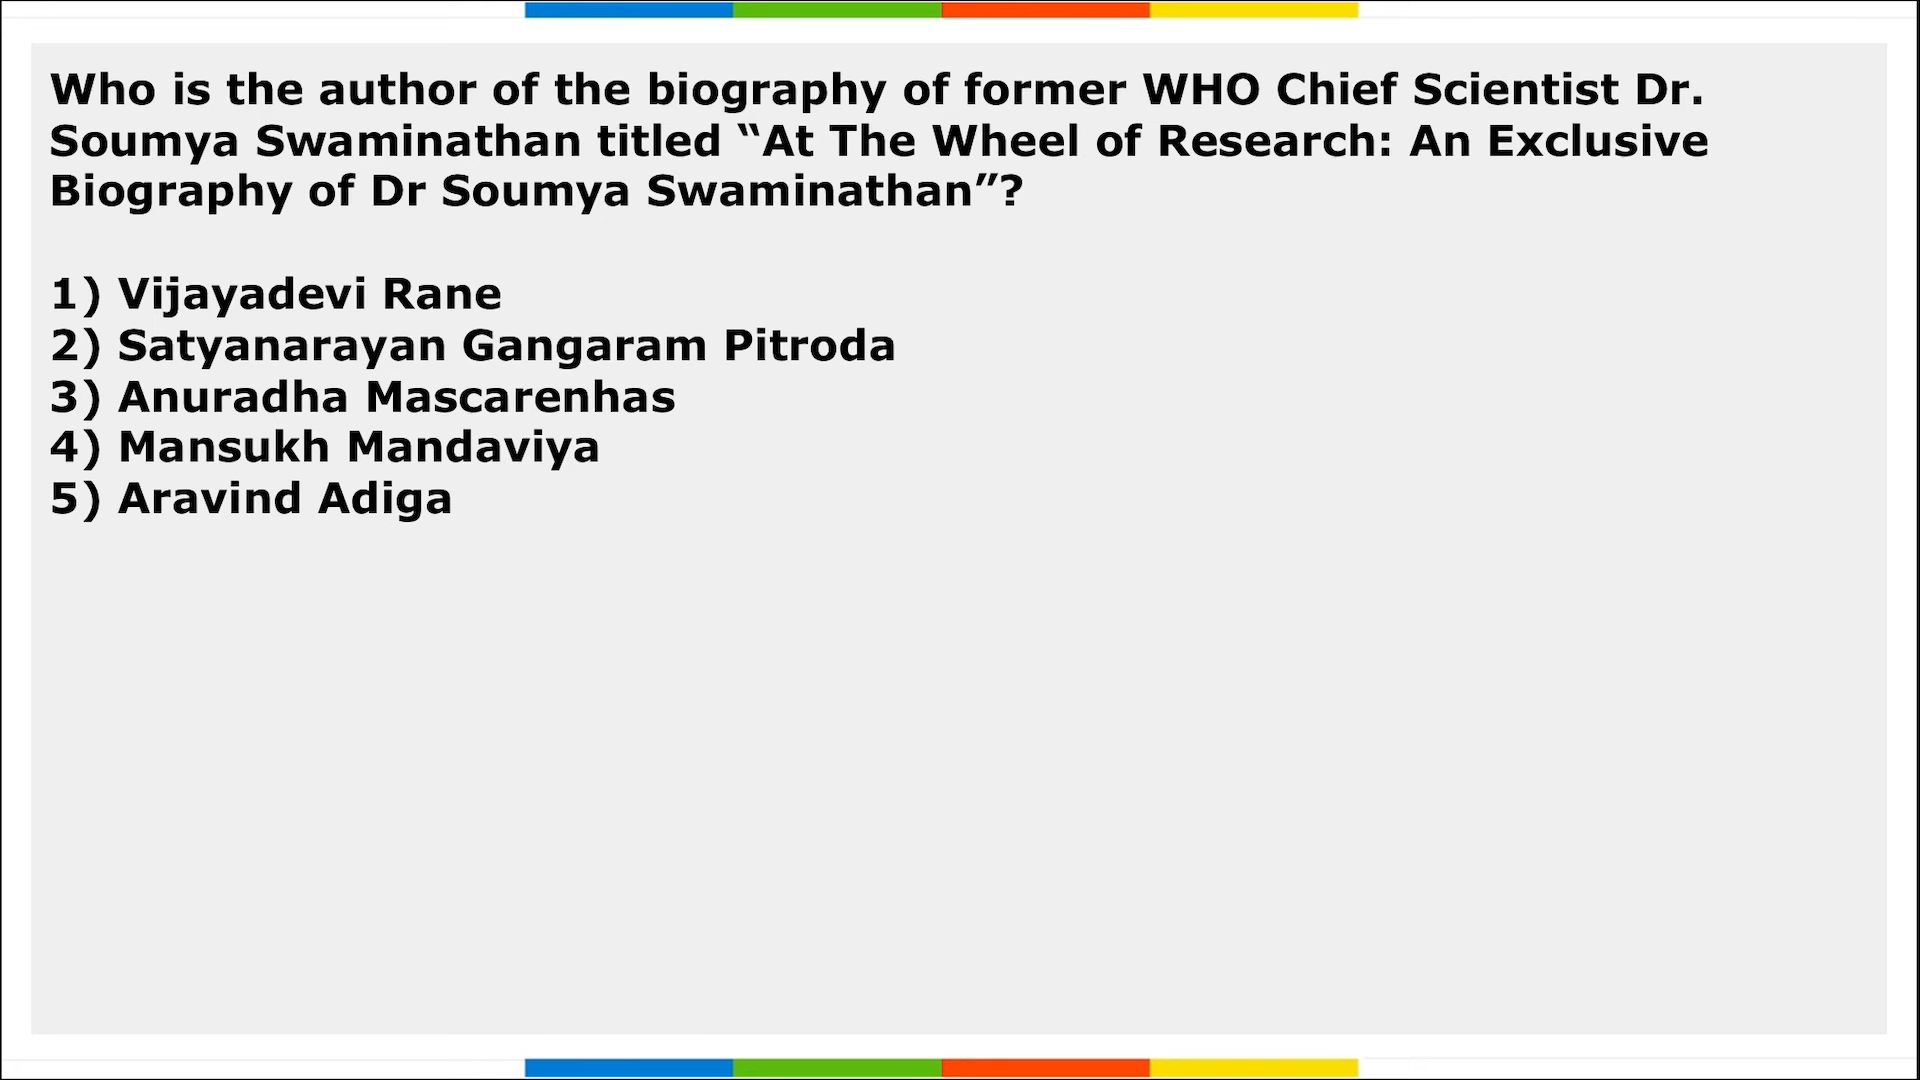 Who is the author of the biography of former WHO Chief Scientist Dr.
Soumya Swaminathan titled “At The Wheel of Research: An Exclusive
Biography of Dr Soumya Swaminathan”?
1) Vijayadevi Rane
2) Satyanarayan Gangaram Pitroda
3) Anuradha Mascarenhas
4) Mansukh Mandaviya
5) Aravind Adiga